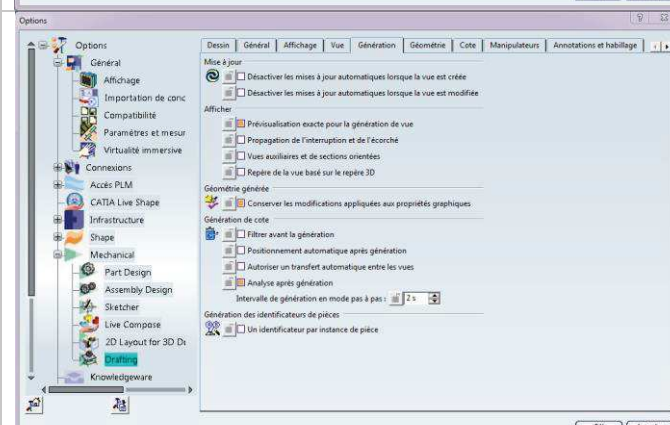 Options
Options
Général
Affichage
Importation de conc
Compatibilité
Paramètres et mesur
Virtualité immersive
Connexions
Accès PLM
CATIA Live Shape
Infrastructure
Shape
Mechanical
Part Design
Assembly Design
Sketcher
Live Compose
2D Layout for 3D De
Drafting
Knowledgeware
Dessin Général Affichage Vue Génération Géométrie Cote Manipulateurs Annotations et habillage
Mise à jour
Désactiver les mises à jour automatiques lorsque la vue est créée
Désactiver les mises à jour automatiques lorsque la vue est modifiée
Afficher
Prévisualisation exacte pour la génération de vue
Propagation de l'interruption et de l'écorché
Vues auxiliaires et de sections orientées
Repère de la vue basé sur le repère 3D
Géométrie générée
Conserver les modifications appliquées aux propriétés graphiques
Génération de cote
Filtrer avant la génération
Positionnement automatique après génération
Autoriser un transfert automatique entre les vues
Analyse après génération
Intervalle de génération en mode pas à pas : 2 s
Génération des identificateurs de pièces
Un identificateur par instance de pièce